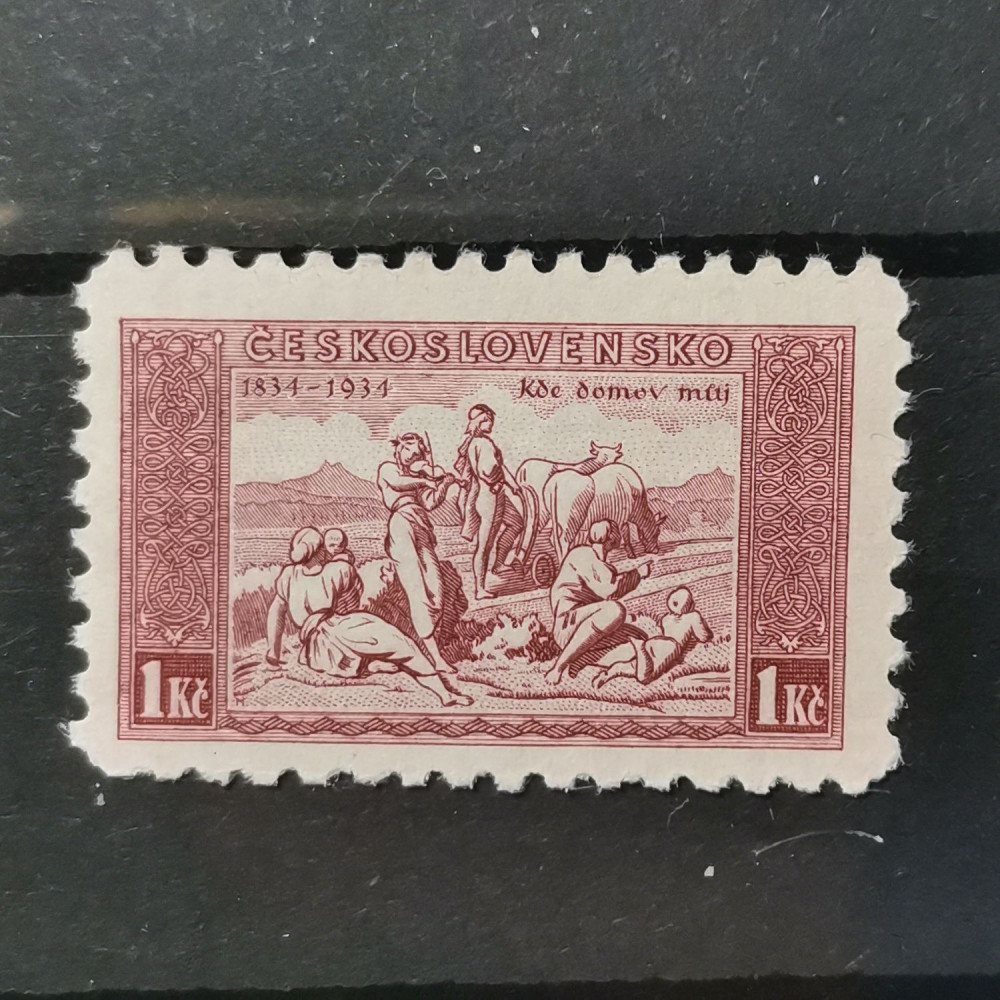 ČESKOSLOVENSKO
1834-1934 Kde domov můj
1 Kč 1 Kč